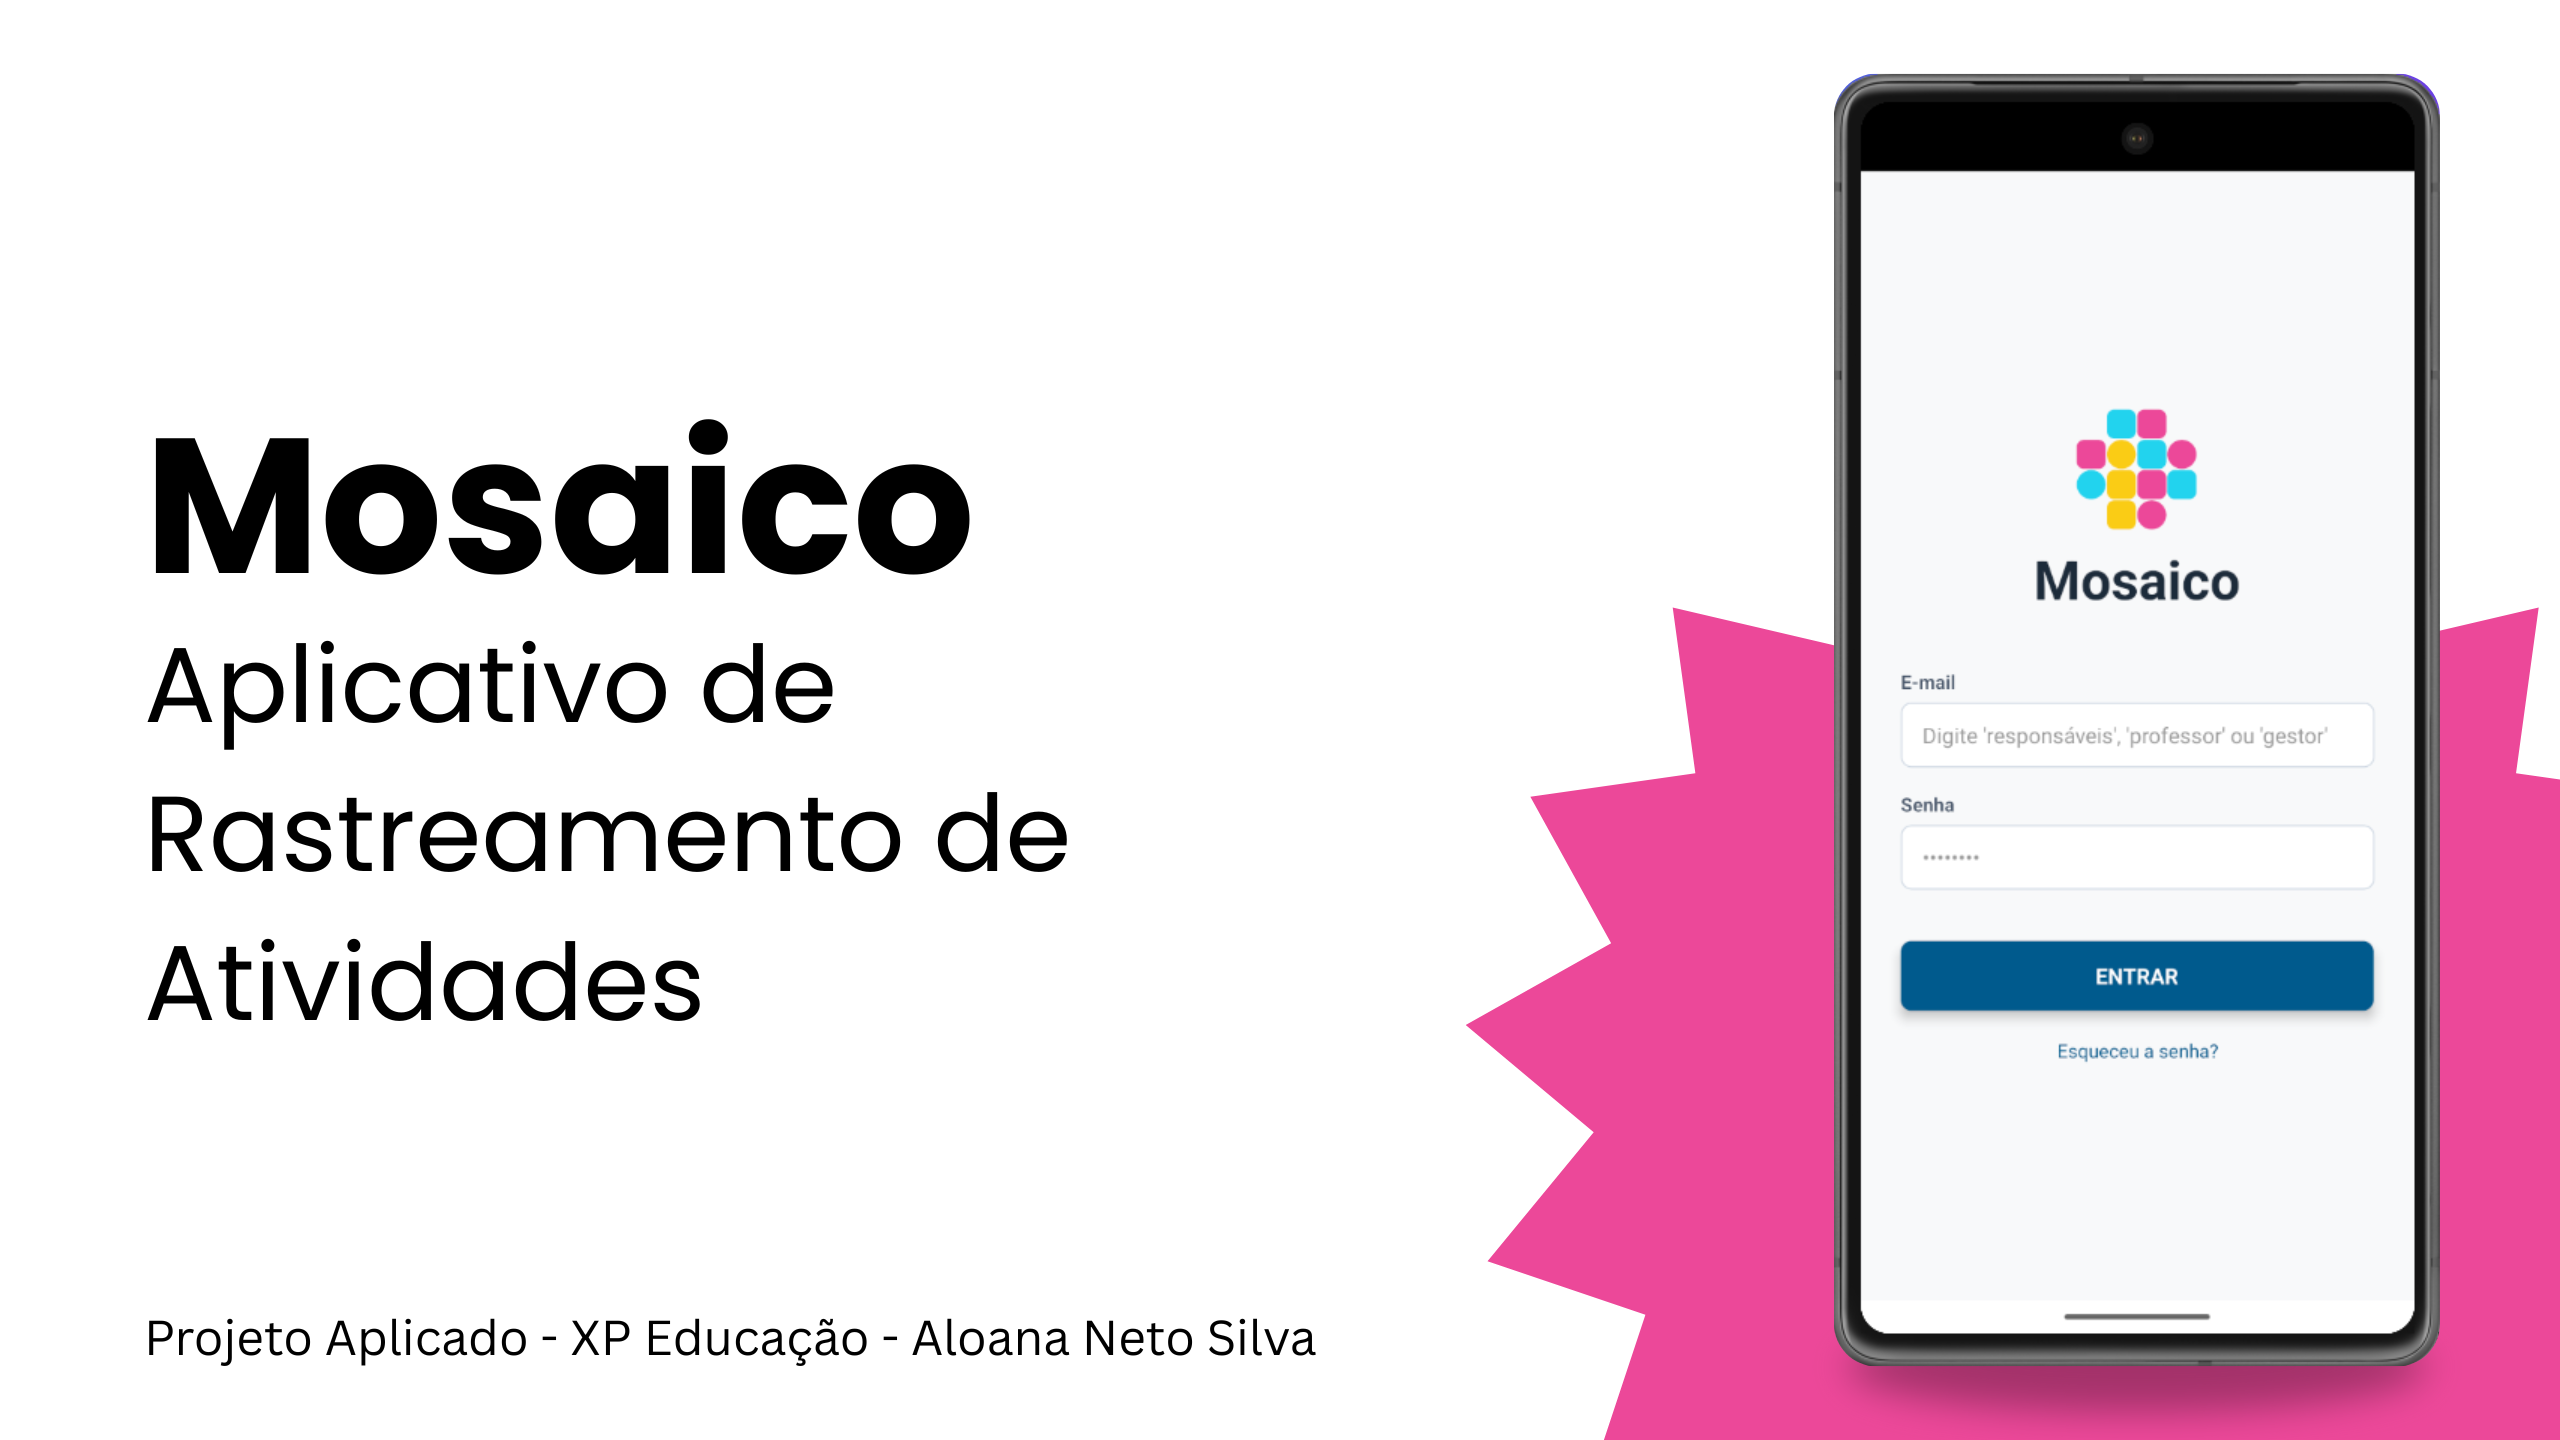 Mosaico
Aplicativo de
Rastreamento de
Atividades
Projeto Aplicado - XP Educação - Aloana Neto Silva
Mosaico
E-mail
Digite 'responsáveis', 'professor' ou 'gestor'
Senha
••••••••
ENTRAR
Esqueceu a senha?